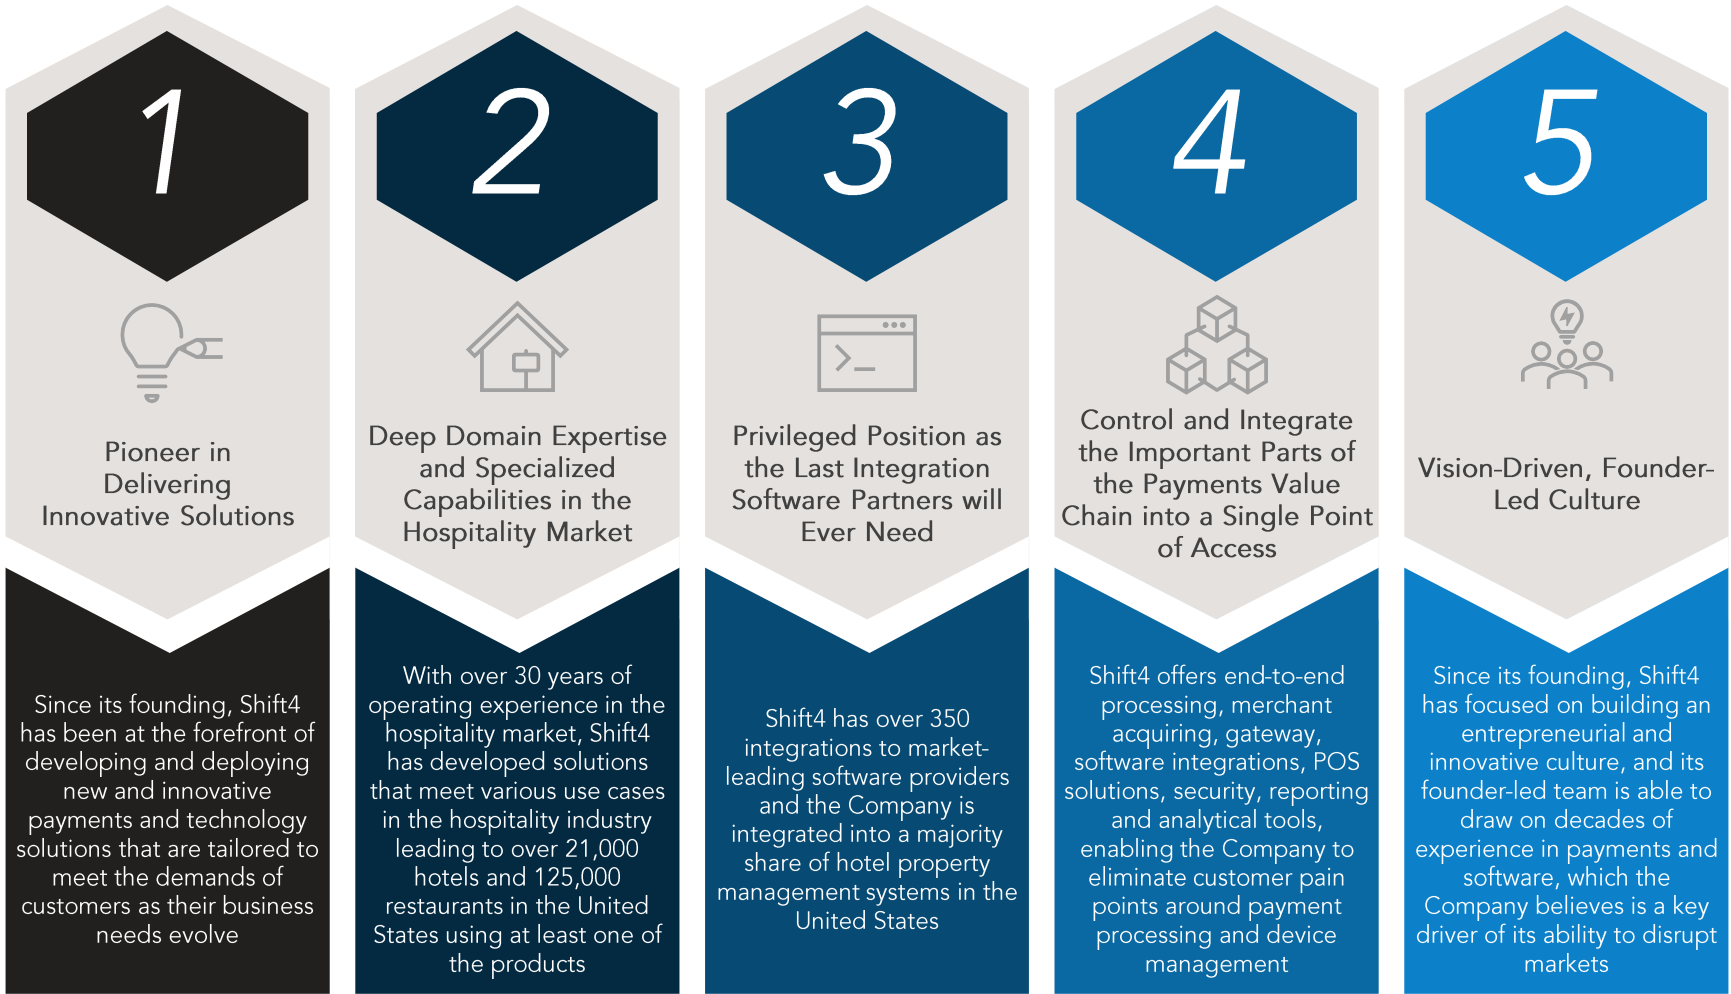 1
Pioneer in
Delivering
Innovative Solutions
Since its founding, Shift4
has been at the forefront of
developing and deploying
new and innovative
payments and technology
solutions that are tailored to
meet the demands of
customers as their business
needs evolve
2
Deep Domain Expertise
and Specialized
Capabilities in the
Hospitality Market
With over 30 years of
operating experience in the
hospitality market, Shift4
has developed solutions
that meet various use cases
in the hospitality industry
leading to over 21,000
hotels and 125,000
restaurants in the United
States using at least one of
the products
3
Privileged Position as
the Last Integration
Software Partners will
Ever Need
Shift4 has over 350
integrations to market-
leading software providers
and the Company is
integrated into a majority
share of hotel property
management systems in the
United States
4
Control and Integrate
the Important Parts of
the Payments Value
Chain into a Single Point
of Access
Shift4 offers end-to-end
processing, merchant
acquiring, gateway,
software integrations, POS
solutions, security, reporting
and analytical tools,
enabling the Company to
eliminate customer pain
points around payment
processing and device
management
5
Vision-Driven, Founder-
Led Culture
Since its founding, Shift4
has focused on building an
entrepreneurial and
innovative culture, and its
founder-led team is able to
draw on decades of
experience in payments and
software, which the
Company believes is a key
driver of its ability to disrupt
markets